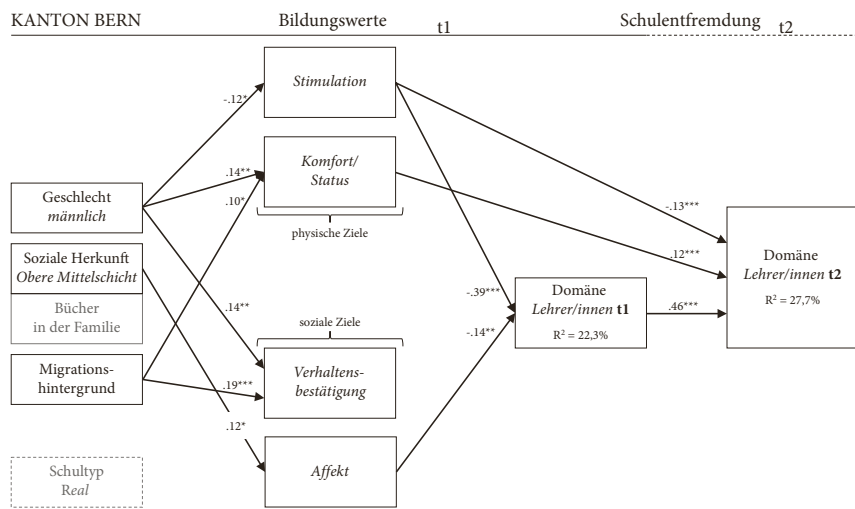 KANTON BERN
Bildungswerte
t1
Schulentfremdung
t2
Stimulation
-.12*
Komfort/
Status
.14**
.10*
physische Ziele
Geschlecht
männlich
Soziale Herkunft
Obere Mittelschicht
Bücher
in der Familie
Migrations-
hintergrund
Schultyp
Real
.14**
soziale Ziele
Verhaltens-
bestätigung
.19***
.12*
Affekt
-.39***
-.14**
Domäne
Lehrer/innen t1
R² = 22,3%
-.13***
.12***
.46***
Domäne
Lehrer/innen t2
R² = 27,7%